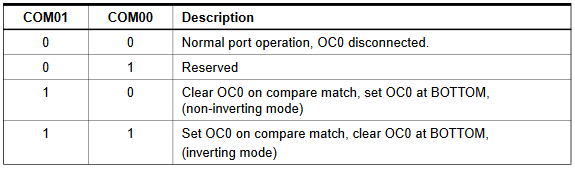 COM01 COM00 Description
0 0 Normal port operation, OC0 disconnected.
0 1 Reserved
1 0 Clear OC0 on compare match, set OC0 at BOTTOM,
(non-inverting mode)
1 1 Set OC0 on compare match, clear OC0 at BOTTOM,
(inverting mode)